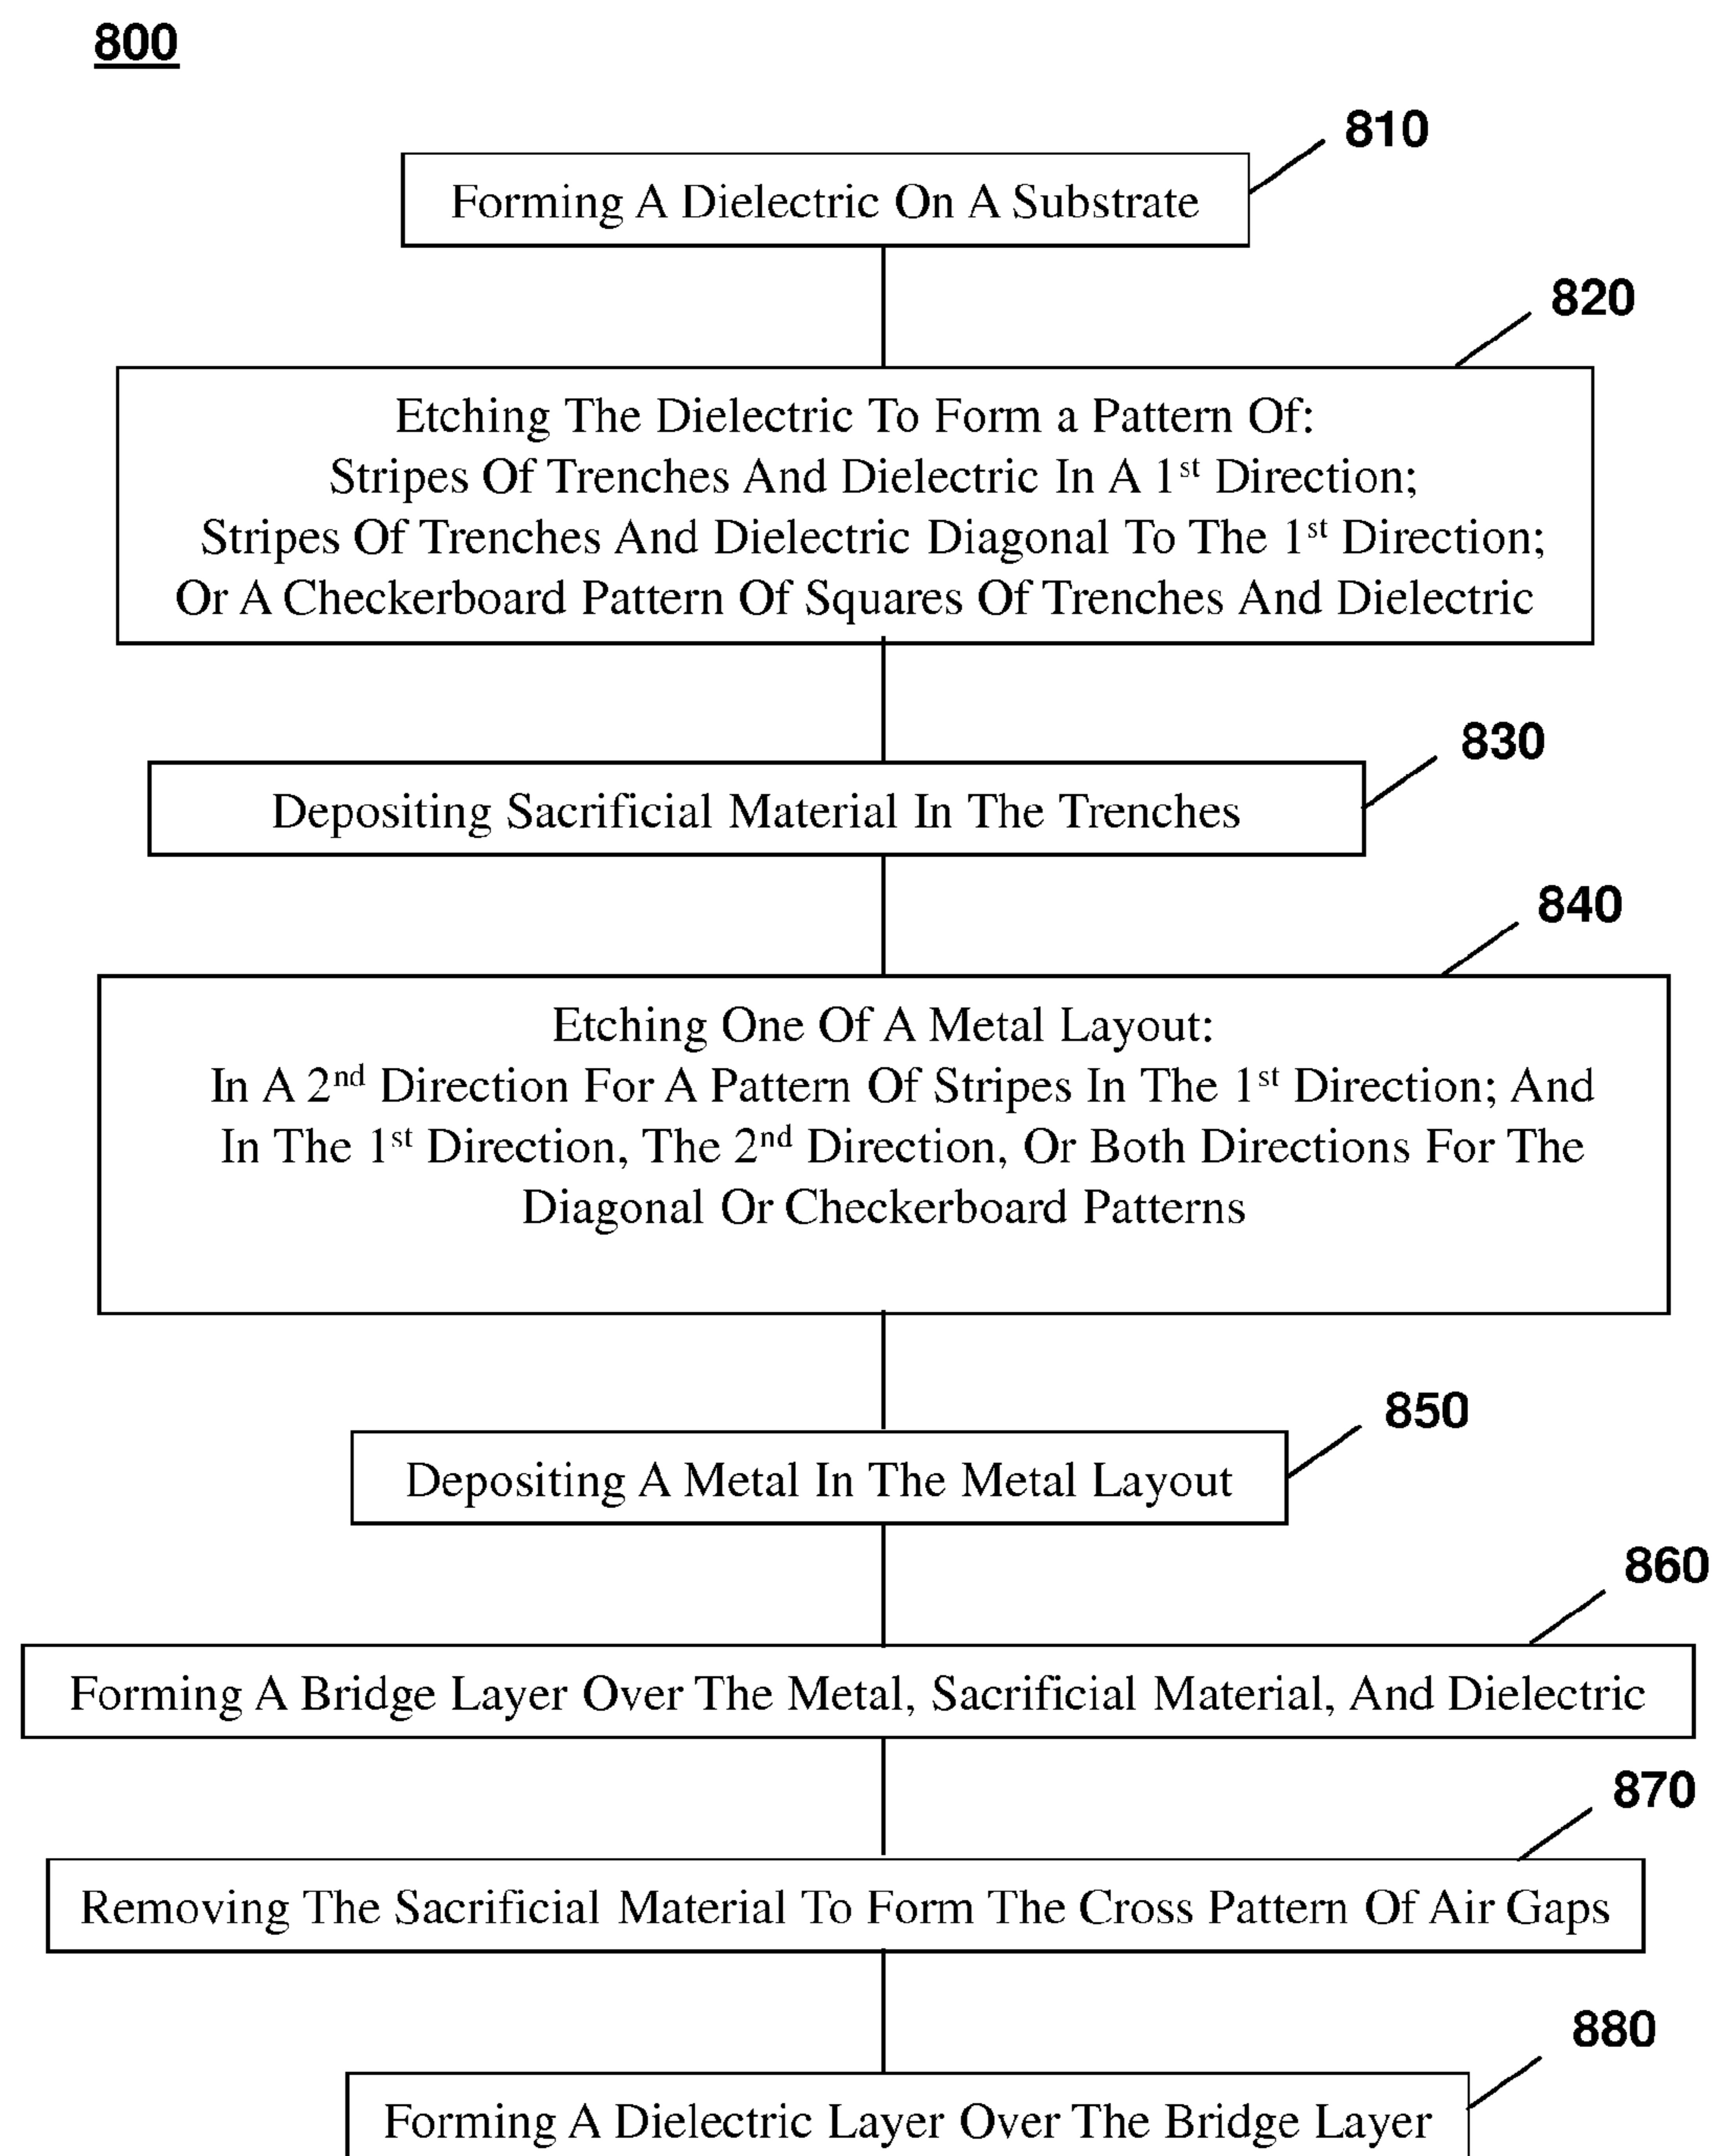 800
810
Forming A Dielectric On A Substrate
820
Etching The Dielectric To Form a Pattern Of:
Stripes Of Trenches And Dielectric In A 1st Direction;
Stripes Of Trenches And Dielectric Diagonal To The 1st Direction;
Or A Checkerboard Pattern Of Squares Of Trenches And Dielectric
830
Depositing Sacrificial Material In The Trenches
840
Etching One Of A Metal Layout:
In A 2nd Direction For A Pattern Of Stripes In The 1st Direction; And
In The 1st Direction, The 2nd Direction, Or Both Directions For The
Diagonal Or Checkerboard Patterns
850
Depositing A Metal In The Metal Layout
860
Forming A Bridge Layer Over The Metal, Sacrificial Material, And Dielectric
870
Removing The Sacrificial Material To Form The Cross Pattern Of Air Gaps
880
Forming A Dielectric Layer Over The Bridge Layer